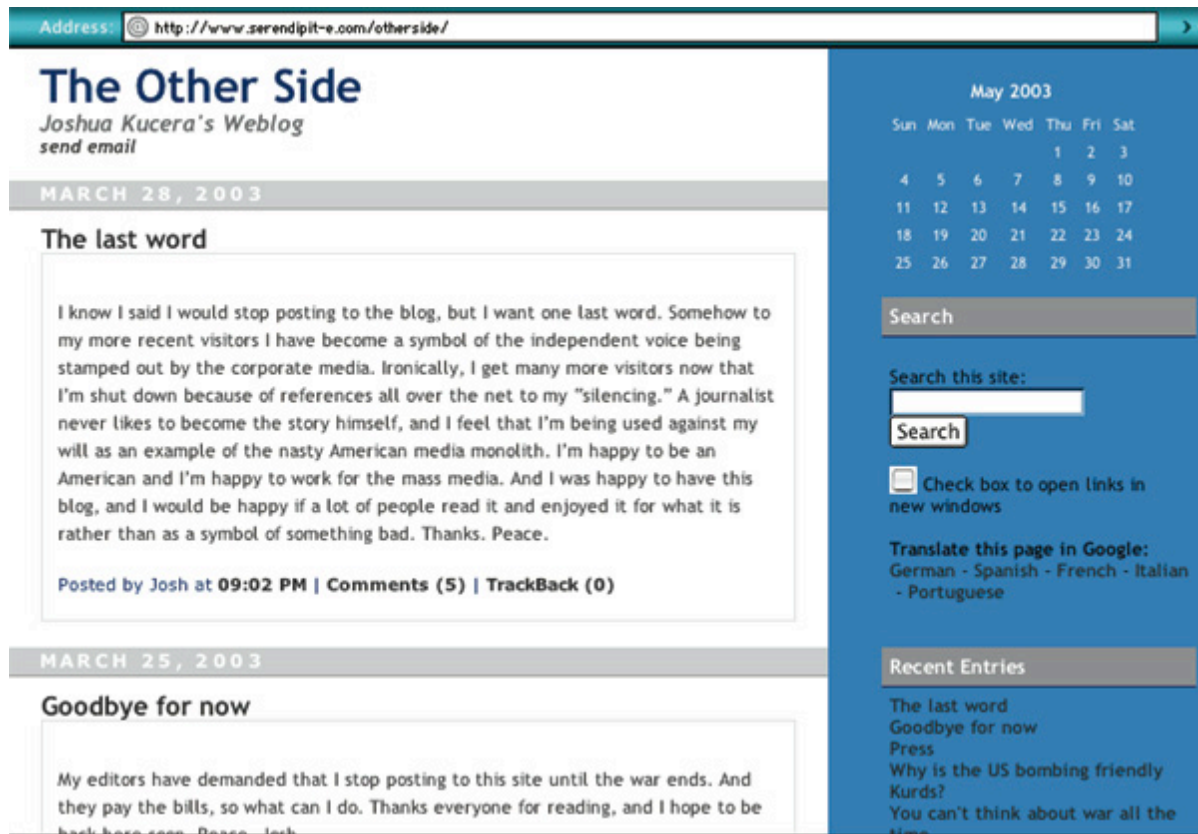 Address: http://www.serendipit-e.com/otherside/
The Other Side
Joshua Kucera's Weblog
send email
MARCH 28, 2003
The last word
I know I said I would stop posting to the blog, but I want one last word. Somehow to
my more recent visitors I have become a symbol of the independent voice being
stamped out by the corporate media. Ironically, I get many more visitors now that
I'm shut down because of references all over the net to my "silencing." A journalist
never likes to become the story himself, and I feel that I'm being used against my
will as an example of the nasty American media monolith. I'm happy to be an
American and I'm happy to work for the mass media. And I was happy to have this
blog, and I would be happy if a lot of people read it and enjoyed it for what it is
rather than as a symbol of something bad. Thanks. Peace.
Posted by Josh at 09:02 PM | Comments (5) | TrackBack (0)
MARCH 25, 2003
Goodbye for now
My editors have demanded that I stop posting to this site until the war ends. And
they pay the bills, so what can I do. Thanks everyone for reading, and I hope to be
back here soon. Peace. Josh
May 2003
Sun Mon Tue Wed Thu Fri Sat
1 2 3
4 5 6 7 8 9 10
11 12 13 14 15 16 17
18 19 20 21 22 23 24
25 26 27 28 29 30 31
Search
Search this site:
Search
Check box to open links in
new windows
Translate this page in Google:
German - Spanish - French - Italian
- Portuguese
Recent Entries
The last word
Goodbye for now
Press
Why is the US bombing friendly
Kurds?
You can't think about war all the
time